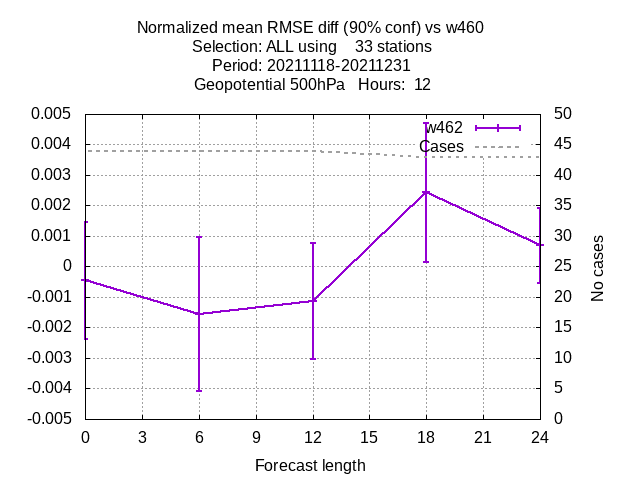 Normalized mean RMSE diff (90% conf) vs w460
Selection: ALL using    33 stations
Period: 20211118-20211231
Geopotential 500hPa   Hours:  12
w462
Cases
0.005
0.004
0.003
0.002
0.001
0
-0.001
-0.002
-0.003
-0.004
-0.005
50
45
40
35
30
25
20
15
10
5
0
No cases
0 3 6 9 12 15 18 21 24
Forecast length